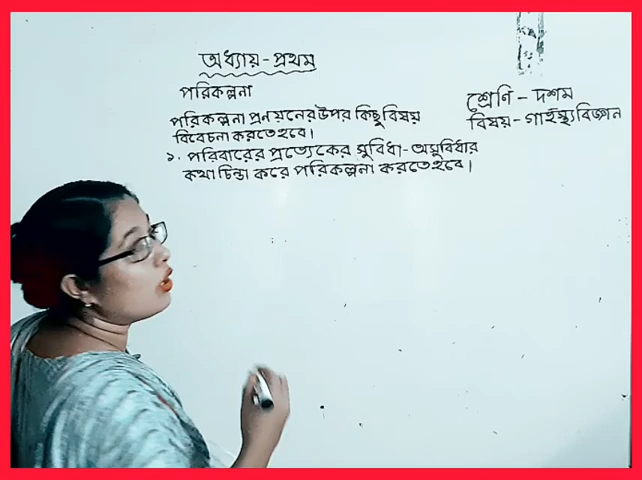 অধ্যায় - প্রথম
পরিকল্পনা
শ্রেণি - দশম
বিষয় - গার্হস্থ্যবিজ্ঞান
পরিকল্পনা প্রণয়নের উপর কিছু বিষয়
বিবেচনা করতে হবে।
১. পরিবারের প্রত্যেকের সুবিধা - অসুবিধার
কথা চিন্তা করে পরিকল্পনা করতে হবে।